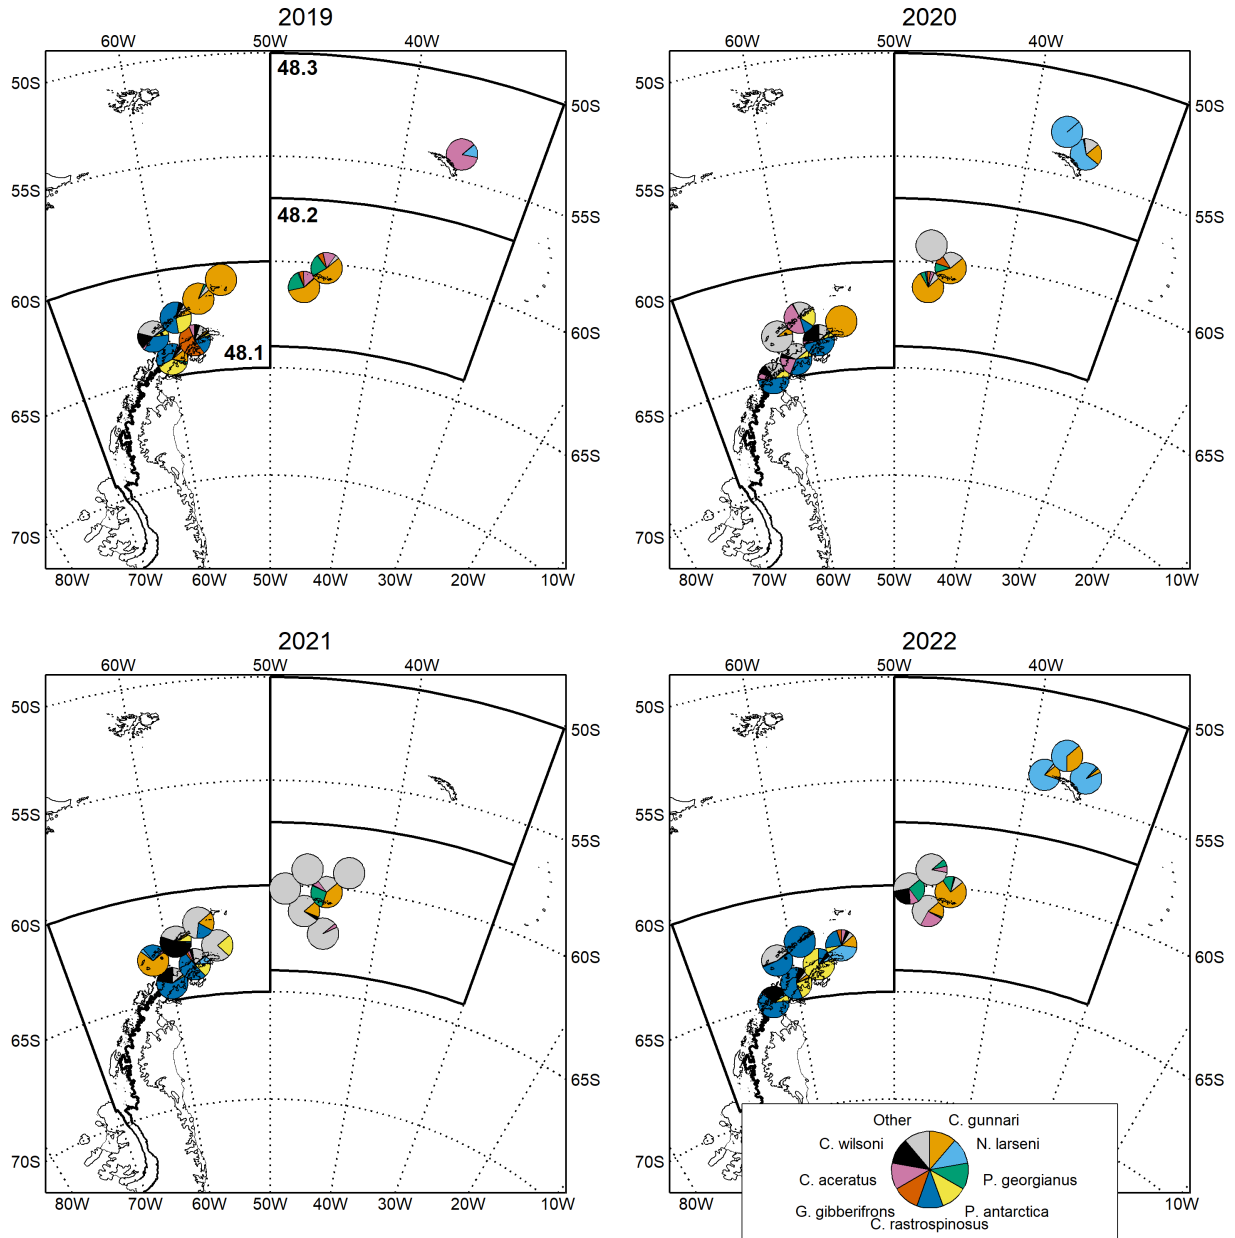 2019
60W 50W 40W
48.3
50S 50S
55S 55S
48.2
60S 60S
48.1
65S 65S
70S
80W 70W 60W 50W 40W 30W 20W 10W
2020
60W 50W 40W
50S 50S
55S 55S
60S 60S
65S 65S
70S
80W 70W 60W 50W 40W 30W 20W 10W
2021
60W 50W 40W
50S 50S
55S 55S
60S 60S
65S 65S
70S
80W 70W 60W 50W 40W 30W 20W 10W
2022
60W 50W 40W
50S 50S
55S 55S
60S 60S
65S 65S
70S
80W 10W
Other C. gunnari
C. wilsoni N. larseni
C. aceratus P. georgianus
G. gibberifrons P. antarctica
C. rastrospinosus